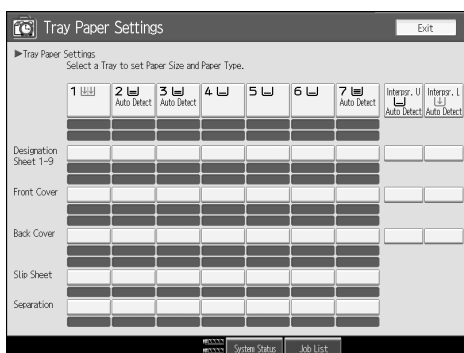 Tray Paper Settings
Exit
▶Tray Paper Settings
Select a Tray to set Paper Size and Paper Type.
1 2 3 4 5 6 7 Interpsr. U Interpsr. L
Auto Detect Auto Detect Auto Detect Auto Detect Auto Detect
Designation
Sheet 1-9
Front Cover
Back Cover
Slip Sheet
Separation
System Status Job List